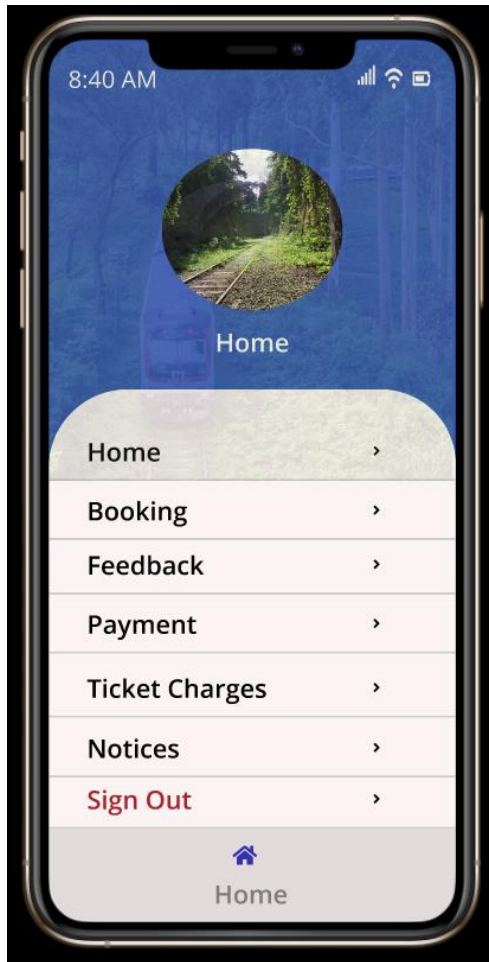 8:40 AM
Home
Home
Booking
Feedback
Payment
Ticket Charges
Notices
Sign Out
Home